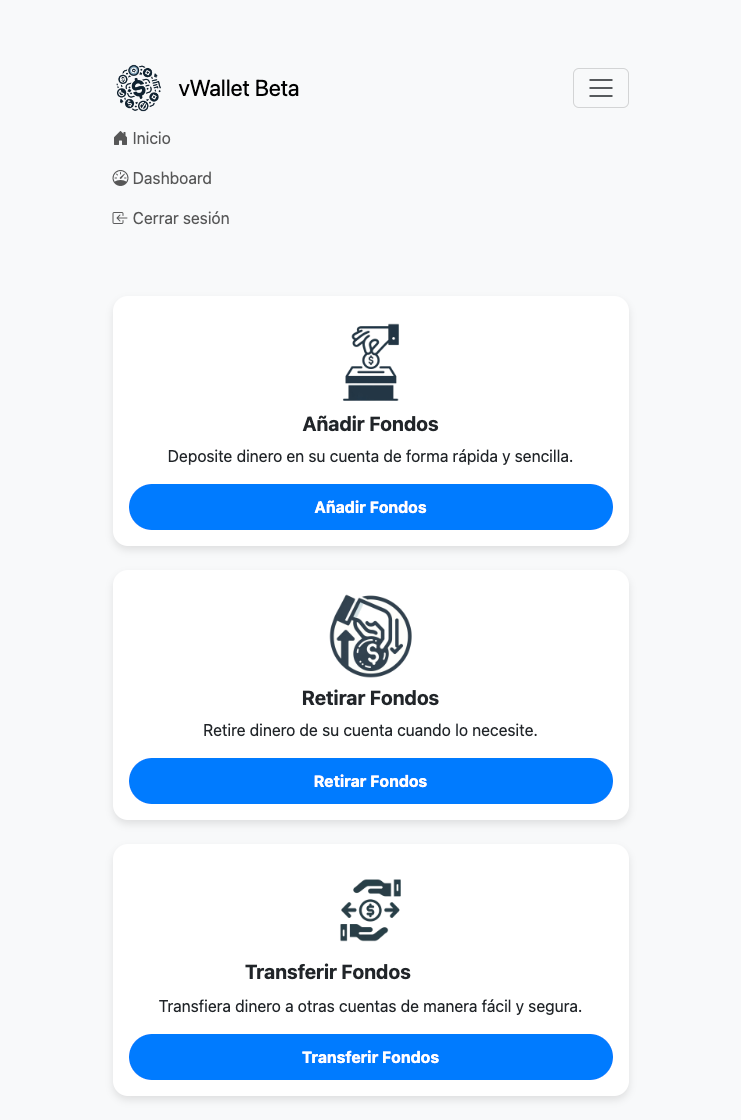 vWallet Beta
Inicio
Dashboard
Cerrar sesión
Añadir Fondos
Deposite dinero en su cuenta de forma rápida y sencilla.
Añadir Fondos
Retirar Fondos
Retire dinero de su cuenta cuando lo necesite.
Retirar Fondos
Transferir Fondos
Transfiera dinero a otras cuentas de manera fácil y segura.
Transferir Fondos